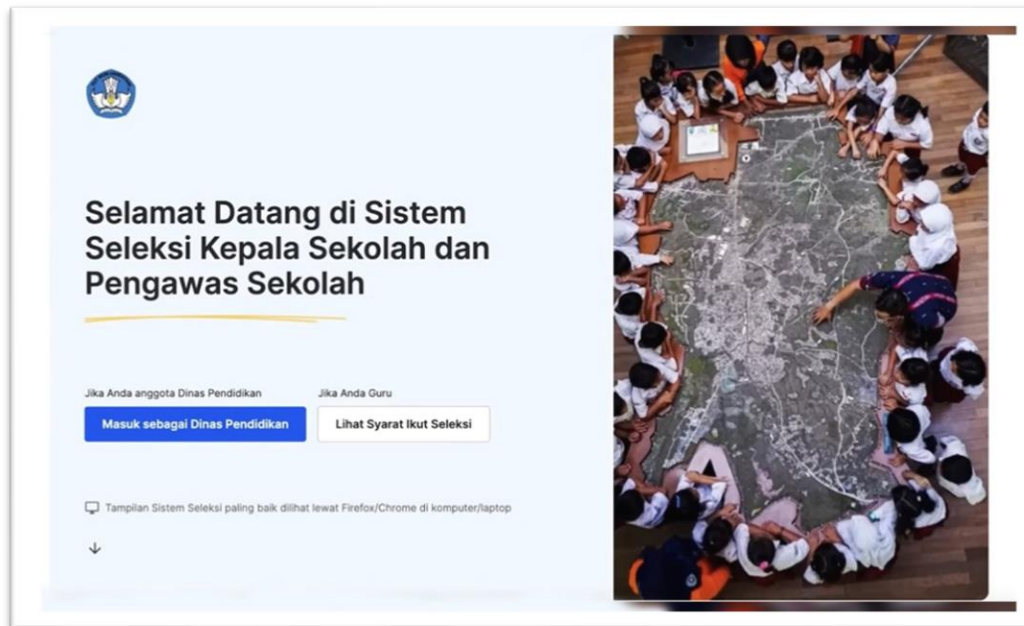 Selamat Datang di Sistem
Seleksi Kepala Sekolah dan
Pengawas Sekolah
Jika Anda anggota Dinas Pendidikan
Masuk sebagai Dinas Pendidikan
Jika Anda Guru
Lihat Syarat Ikut Seleksi
Tampilan Sistem Seleksi paling baik dilihat lewat Firefox/Chrome di komputer/laptop